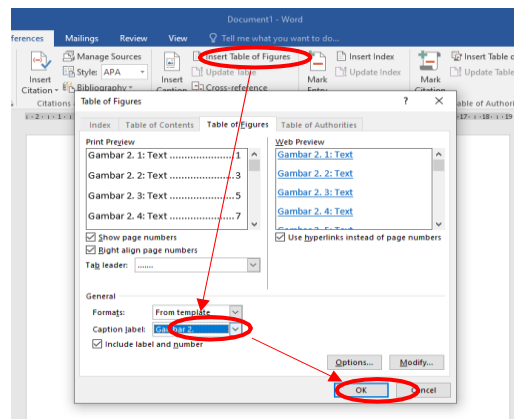 Document1 - Word
ferences Mailings Review View Tell me what you want to do...
Insert Citation
Manage Sources
Style: APA
Bibliography
Citations
Insert Caption
Insert Table of Figures
Update Table
Cross-reference
Mark Entry
Insert Index
Update Index
Mark Citation
Insert Table o
Update Table
able of Authori
Table of Figures ? X
Index Table of Contents Table of Figures Table of Authorities
Print Preview
Gambar 2. 1: Text ..................1
Gambar 2. 2: Text ..................3
Gambar 2. 3: Text ..................5
Gambar 2. 4: Text ..................7
Web Preview
Gambar 2. 1: Text
Gambar 2. 2: Text
Gambar 2. 3: Text
Gambar 2. 4: Text
Show page numbers
Right align page numbers
Tab leader: .......
Use hyperlinks instead of page numbers
General
Formats: From template
Caption label: Gambar 2.
Include label and number
Options... Modify...
OK Cancel